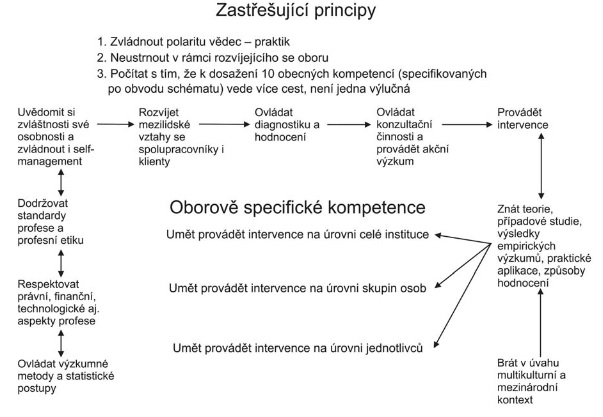 Zastřešující principy
1. Zvládnout polaritu vědec – praktik
2. Neustrnout v rámci rozvíjejícího se oboru
3. Počítat s tím, že k dosažení 10 obecných kompetencí (specifikovaných
po obvodu schématu) vede více cest, není jedna výlučná
Uvědomit si
zvláštnosti své
osobnosti a
zvládnout i self-
management
Rozvíjet
mezilidské
vztahy se
spolupracovníky i
klienty
Ovládat
diagnostiku a
hodnocení
Ovládat
konzultační
činnosti a
provádět akční
výzkum
Provádět
intervence
Dodržovat
standardy
profese a
profesní etiku
Respektovat
právní, finanční,
technologické aj.
aspekty profese
Ovládat výzkumné
metody a statistické
postupy
Oborově specifické kompetence
Umět provádět intervence na úrovni celé instituce
Umět provádět intervence na úrovni skupin osob
Umět provádět intervence na úrovni jednotlivců
Znát teorie,
případové studie,
výsledky
empirických
výzkumů, praktické
aplikace, způsoby
hodnocení
Brát v úvahu
multikulturní a
mezinárodní
kontext